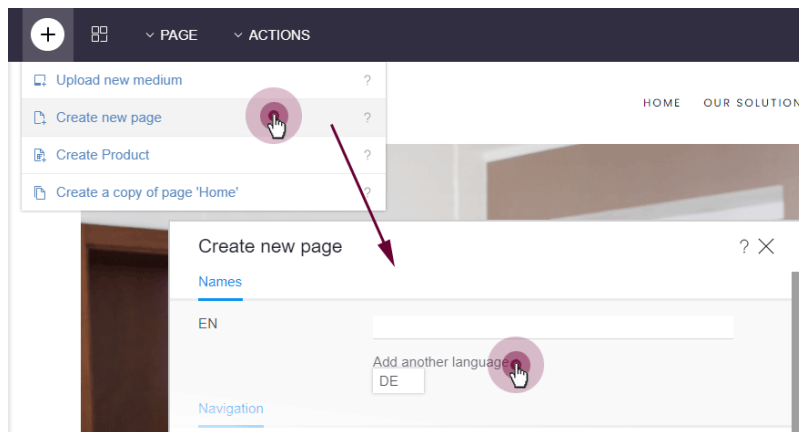 PAGE ACTIONS
Upload new medium ?
Create new page ?
Create Product ?
Create a copy of page 'Home' ?
HOME OUR SOLUTION
Create new page ?
Names
EN
Add another language
DE
Navigation